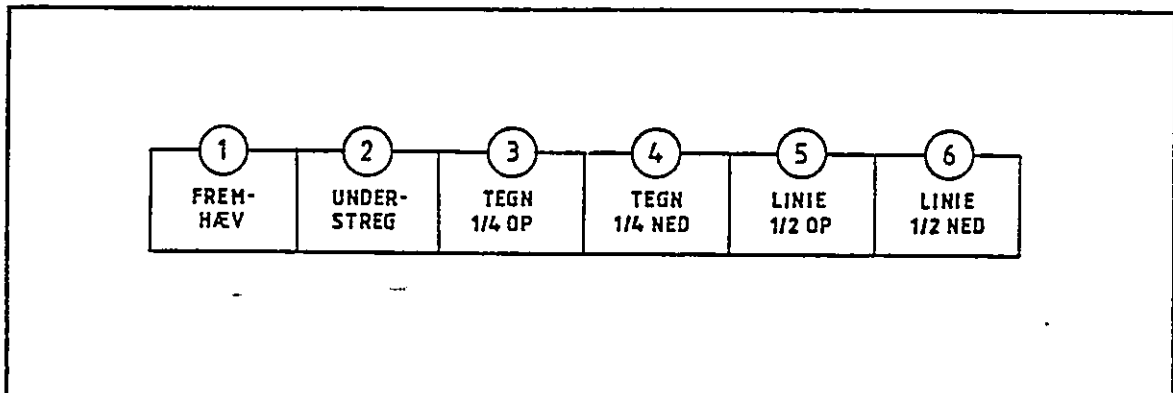 1 2 3 4 5 6
FREM- UNDER- TEGN TEGN LINIE LINIE
HÆV STREG 1/4 OP 1/4 NED 1/2 OP 1/2 NED